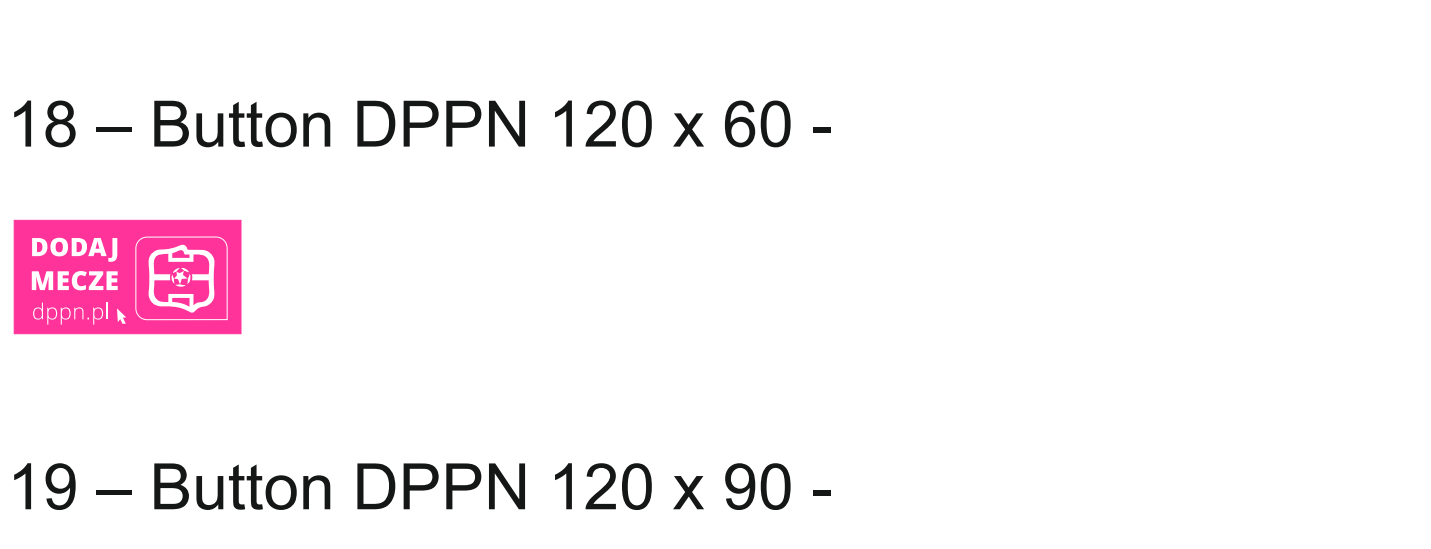 18 – Button DPPN 120 x 60 -
DODAJ
MECZE
dppn.pl
19 – Button DPPN 120 x 90 -